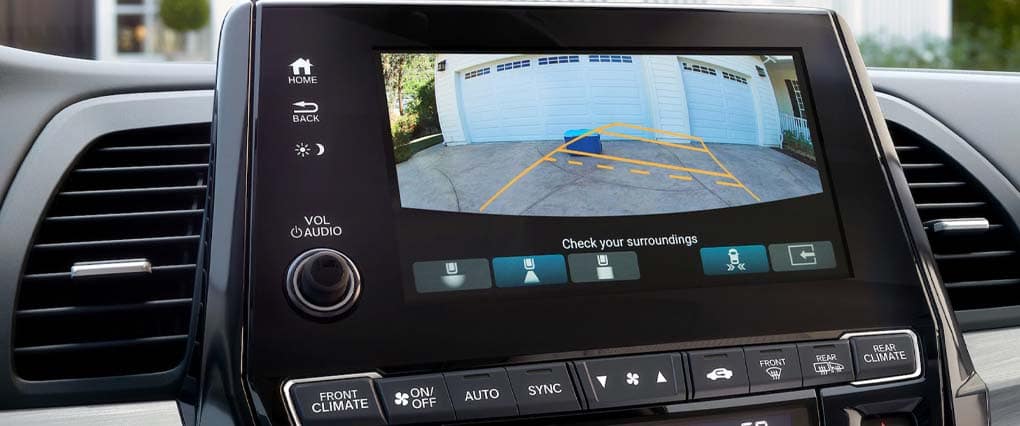 HOME
BACK
VOL
AUDIO
Check your surroundings
FRONT
CLIMATE
ON/
OFF
AUTO
SYNC
FRONT
REAR
REAR
CLIMATE